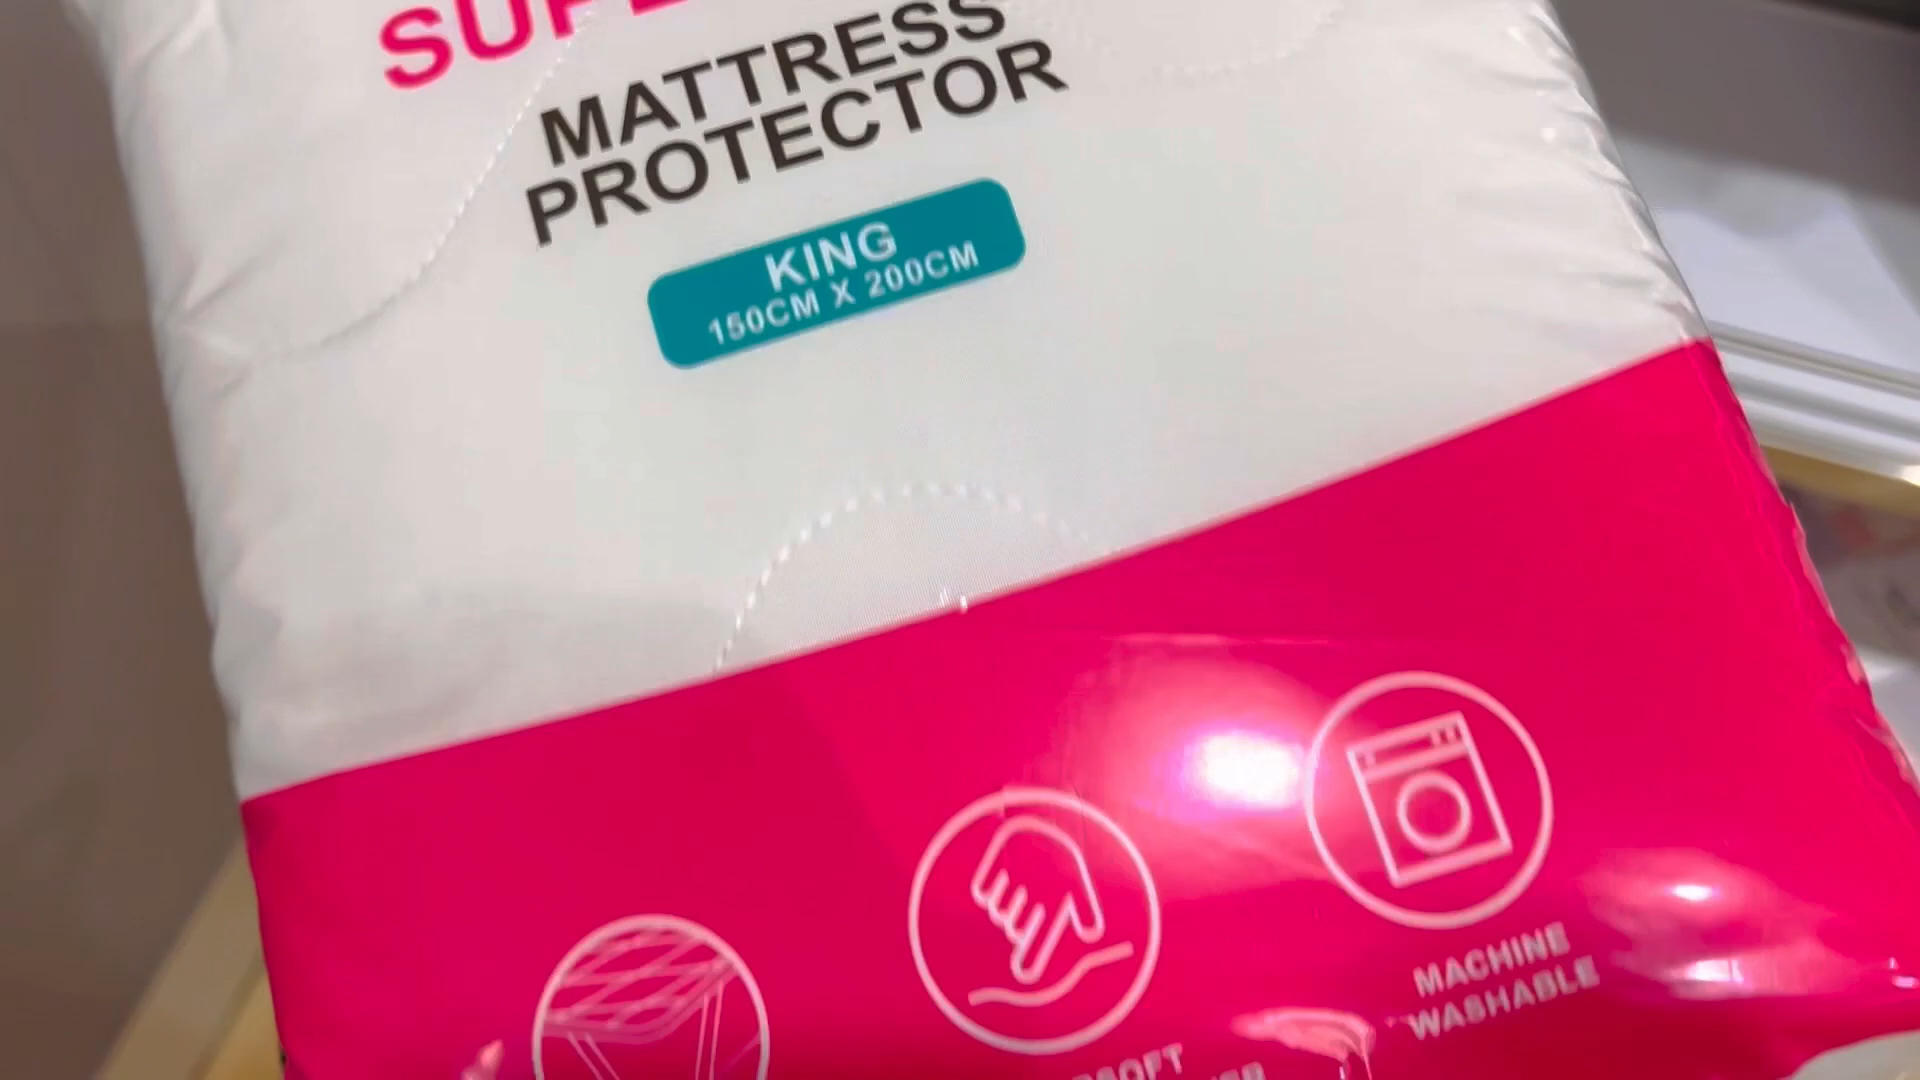 MATTRESS
PROTECTOR
KING
150CM X 200CM
MACHINE
WASHABLE